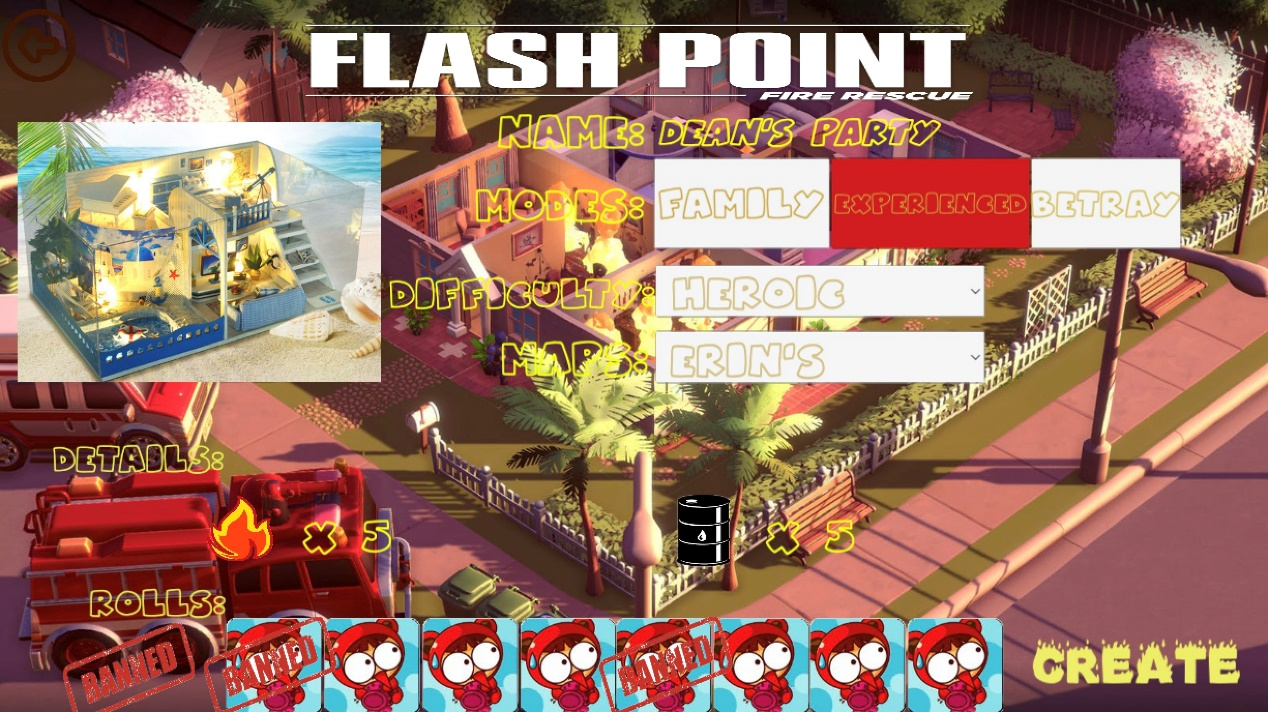 FLASH POINT
FIRE RESCUE
NAME: DEAN'S PARTY
MODES: FAMILY EXPERIENCED BETRAY
DIFFICULTY: HEROIC
MAPS: ERIN'S
DETAILS:
X 5 X 5
ROLLS:
BANNED BANNED BANNED
CREATE